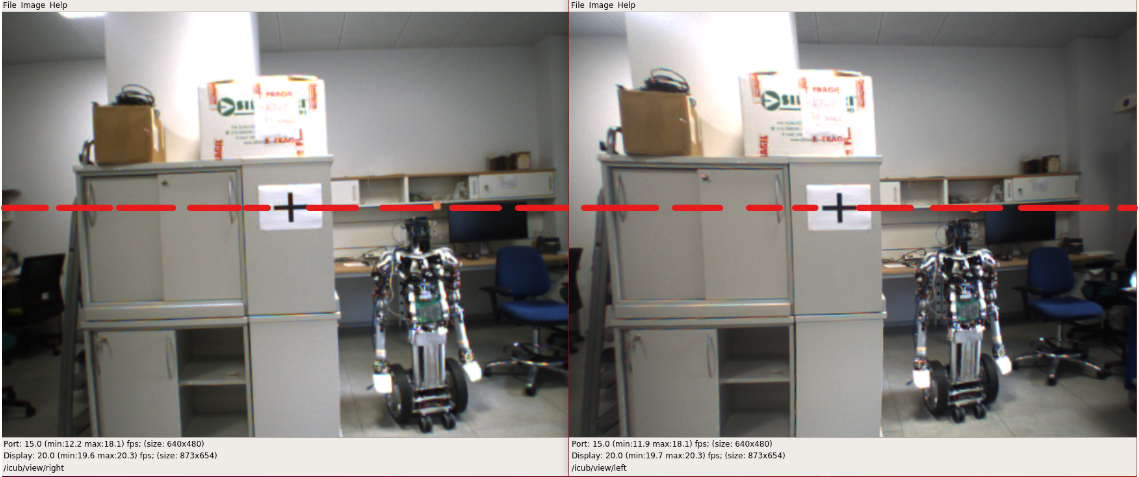 File Image Help
File Image Help
FRAGIL
FRAGIL
Port: 15.0 (min:12.2 max:18.1) fps; (size: 640x480)
Display: 20.0 (min:19.6 max:20.3) fps; (size: 873x654)
/icub/view/right
Port: 15.0 (min:11.9 max:18.1) fps; (size: 640x480)
Display: 20.0 (min:19.7 max:20.3) fps; (size: 873x654)
/icub/view/left